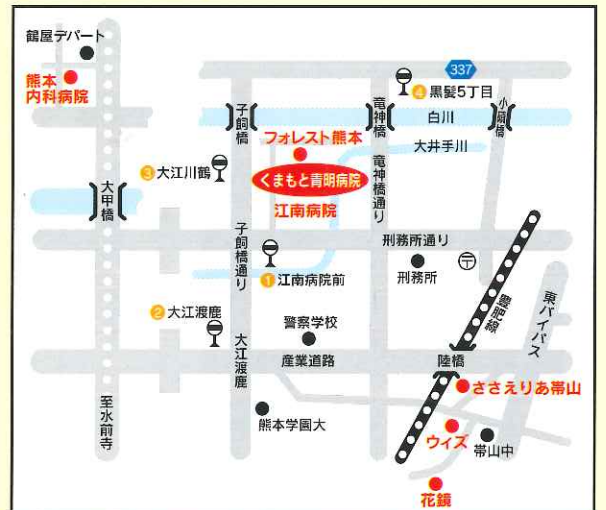 鶴屋デパート
熊本
内科病院
337
④黒髪5丁目
子飼橋
竜神橋
白川
小磧橋
フォレスト熊本
大井手川
③大江川鶴
くまもと青明病院
竜神橋通り
大甲橋
江南病院
子飼橋通り
刑務所通り
①江南病院前
刑務所
〒
豊肥線
東バイパス
②大江渡鹿
警察学校
大江渡鹿
産業道路
陸橋
ささえりあ帯山
至水前寺
熊本学園大
ウィズ
帯山中
花鏡